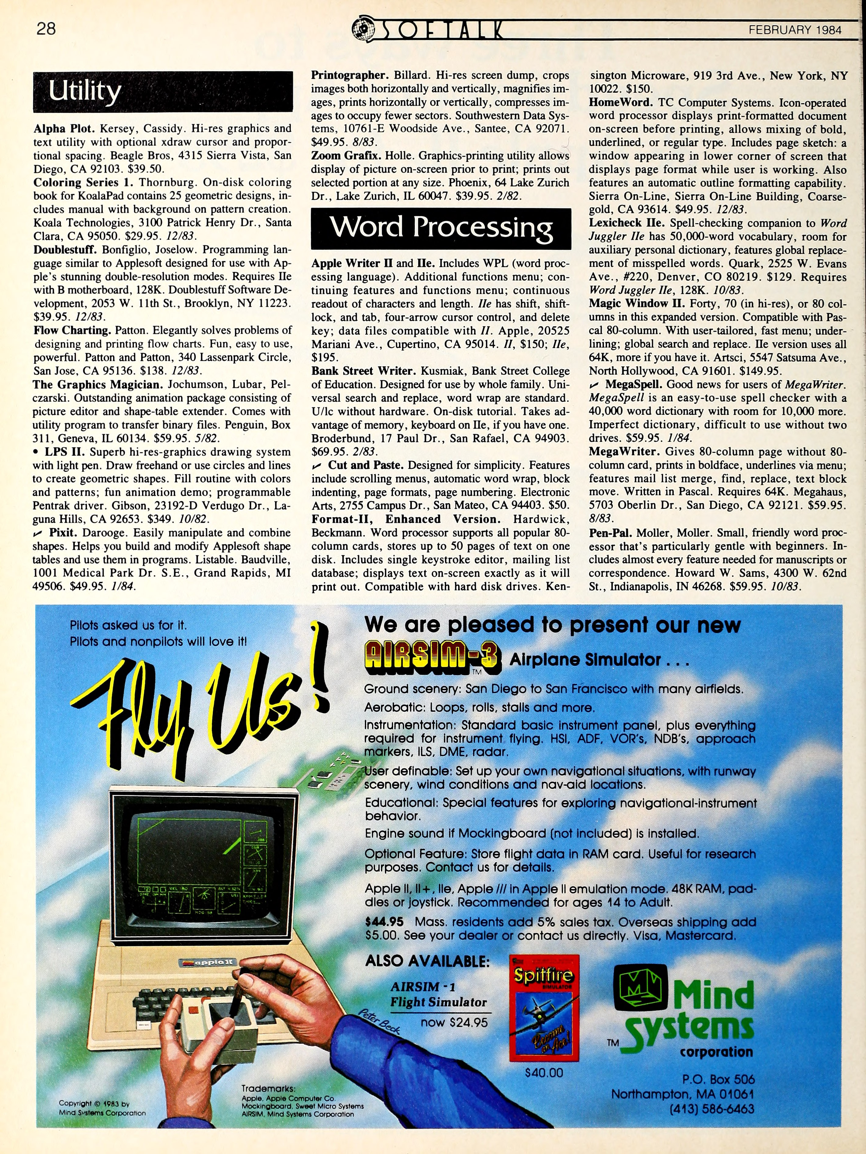 28
SOFTALK
FEBRUARY 1984
Utility
Alpha Plot. Kersey, Cassidy. Hi-res graphics and
text utility with optional xdraw cursor and propor-
tional spacing. Beagle Bros, 4315 Sierra Vista, San
Diego, CA 92103. $39.50.
Coloring Series 1. Thornburg. On-disk coloring
book for KoalaPad contains 25 geometric designs, in-
cludes manual with background on pattern creation.
Koala Technologies, 3100 Patrick Henry Dr., Santa
Clara, CA 95050. $29.95. 12/83.
Doublestuff. Bonfiglio, Joselow. Programming lan-
guage similar to Applesoft designed for use with Ap-
ple's stunning double-resolution modes. Requires IIe
with B motherboard, 128K. Doublestuff Software De-
velopment, 2053 W. 11th St., Brooklyn, NY 11223.
$39.95. 12/83.
Flow Charting. Patton. Elegantly solves problems of
designing and printing flow charts. Fun, easy to use,
powerful. Patton and Patton, 340 Lassenpark Circle,
San Jose, CA 95136. $138. 12/83.
The Graphics Magician. Jochumson, Lubar, Pel-
czarski. Outstanding animation package consisting of
picture editor and shape-table extender. Comes with
utility program to transfer binary files. Penguin, Box
311, Geneva, IL 60134. $59.95. 5/82.
• LPS II. Superb hi-res-graphics drawing system
with light pen. Draw freehand or use circles and lines
to create geometric shapes. Fill routine with colors
and patterns; fun animation demo; programmable
Pentrak driver. Gibson, 23192-D Verdugo Dr., La-
guna Hills, CA 92653. $349. 10/82.
✓ Pixit. Darooge. Easily manipulate and combine
shapes. Helps you build and modify Applesoft shape
tables and use them in programs. Listable. Baudville,
1001 Medical Park Dr. S.E., Grand Rapids, MI
49506. $49.95. 1/84.
Printographer. Billard. Hi-res screen dump, crops
images both horizontally and vertically, magnifies im-
ages, prints horizontally or vertically, compresses im-
ages to occupy fewer sectors. Southwestern Data Sys-
tems, 10761-E Woodside Ave., Santee, CA 92071.
$49.95. 8/83.
Zoom Grafix. Holle. Graphics-printing utility allows
display of picture on-screen prior to print; prints out
selected portion at any size. Phoenix, 64 Lake Zurich
Dr., Lake Zurich, IL 60047. $39.95. 2/82.
Word Processing
Apple Writer II and IIe. Includes WPL (word proc-
essing language). Additional functions menu; con-
tinuing features and functions menu; continuous
readout of characters and length. IIe has shift, shift-
lock, and tab, four-arrow cursor control, and delete
key; data files compatible with II. Apple, 20525
Mariani Ave., Cupertino, CA 95014. II, $150; IIe,
$195.
Bank Street Writer. Kusmiak, Bank Street College
of Education. Designed for use by whole family. Uni-
versal search and replace, word wrap are standard.
U/lc without hardware. On-disk tutorial. Takes ad-
vantage of memory, keyboard on IIe, if you have one.
Broderbund, 17 Paul Dr., San Rafael, CA 94903.
$69.95. 2/83.
✓ Cut and Paste. Designed for simplicity. Features
include scrolling menus, automatic word wrap, block
indenting, page formats, page numbering. Electronic
Arts, 2755 Campus Dr., San Mateo, CA 94403. $50.
Format-II, Enhanced Version. Hardwick,
Beckmann. Word processor supports all popular 80-
column cards, stores up to 50 pages of text on one
disk. Includes single keystroke editor, mailing list
database; displays text on-screen exactly as it will
print out. Compatible with hard disk drives. Ken-
sington Microware, 919 3rd Ave., New York, NY
10022. $150.
HomeWord. TC Computer Systems. Icon-operated
word processor displays print-formatted document
on-screen before printing, allows mixing of bold,
underlined, or regular type. Includes page sketch: a
window appearing in lower corner of screen that
displays page format while user is working. Also
features an automatic outline formatting capability.
Sierra On-Line, Sierra On-Line Building, Coarse-
gold, CA 93614. $49.95. 12/83.
Lexicheck IIe. Spell-checking companion to Word
Juggler IIe has 50,000-word vocabulary, room for
auxiliary personal dictionary, features global replace-
ment of misspelled words. Quark, 2525 W. Evans
Ave., #220, Denver, CO 80219. $129. Requires
Word Juggler IIe, 128K. 10/83.
Magic Window II. Forty, 70 (in hi-res), or 80 col-
umns in this expanded version. Compatible with Pas-
cal 80-column. With user-tailored, fast menu; under-
lining; global search and replace. IIe version uses all
64K, more if you have it. Artsci, 5547 Satsuma Ave.,
North Hollywood, CA 91601. $149.95.
✓ MegaSpell. Good news for users of MegaWriter.
MegaSpell is an easy-to-use spell checker with a
40,000 word dictionary with room for 10,000 more.
Imperfect dictionary, difficult to use without two
drives. $59.95. 1/84.
MegaWriter. Gives 80-column page without 80-
column card, prints in boldface, underlines via menu;
features mail list merge, find, replace, text block
move. Written in Pascal. Requires 64K. Megahaus,
5703 Oberlin Dr., San Diego, CA 92121. $59.95.
8/83.
Pen-Pal. Moller, Moller. Small, friendly word proc-
essor that's particularly gentle with beginners. In-
cludes almost every feature needed for manuscripts or
correspondence. Howard W. Sams, 4300 W. 62nd
St., Indianapolis, IN 46268. $59.95. 10/83.
Pilots asked us for it.
Pilots and nonpilots will love it!
Fly Us!
We are pleased to present our new
AIRSIM-3 TM Airplane Simulator . . .
Ground scenery: San Diego to San Francisco with many airfields.
Aerobatic: Loops, rolls, stalls and more.
Instrumentation: Standard basic instrument panel, plus everything
required for instrument flying. HSI, ADF, VOR's, NDB's, approach
markers, ILS, DME, radar.
User definable: Set up your own navigational situations, with runway
scenery, wind conditions and nav-aid locations.
Educational: Special features for exploring navigational-instrument
behavior.
Engine sound if Mockingboard (not included) is installed.
Optional Feature: Store flight data in RAM card. Useful for research
purposes. Contact us for details.
Apple II, II+, IIe, Apple /// in Apple II emulation mode. 48K RAM, pad-
dles or joystick. Recommended for ages 14 to Adult.
$44.95 Mass. residents add 5% sales tax. Overseas shipping add
$5.00. See your dealer or contact us directly. Visa, Mastercard.
ALSO AVAILABLE:
AIRSIM - 1
Flight Simulator
now $24.95
Spitfire
SIMULATOR
$40.00
Mind
Systems
TM
corporation
P.O. Box 506
Northampton, MA 01061
(413) 586-6463
apple II
Peter Beck
Copyright © 1983 by
Mind Systems Corporation
Trademarks:
Apple, Apple Computer Co.
Mockingboard, Sweet Micro Systems
AIRSIM, Mind Systems Corporation